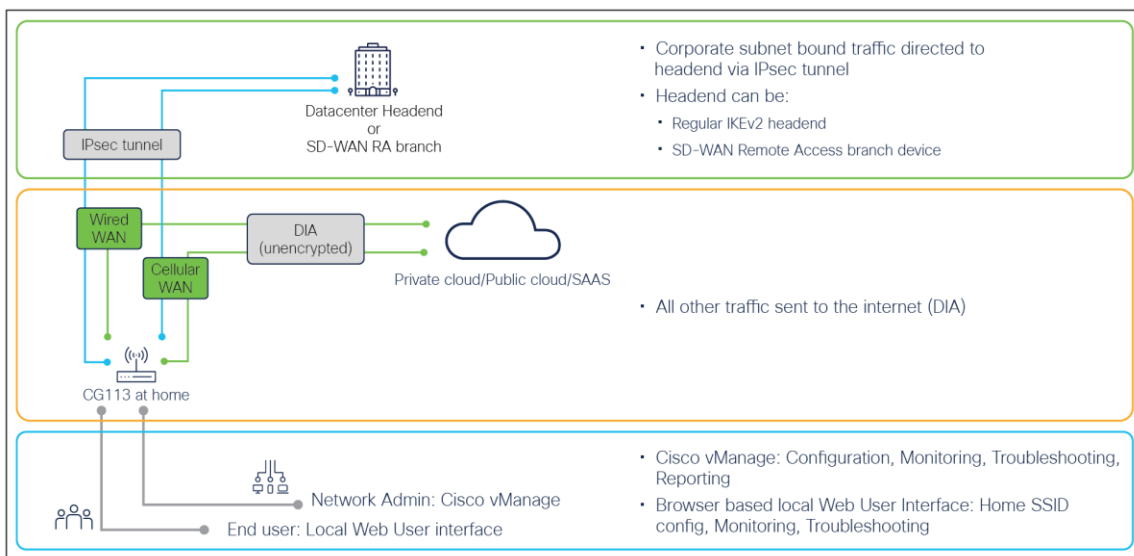 Datacenter Headend
or
SD-WAN RA branch
IPsec tunnel
• Corporate subnet bound traffic directed to
headend via IPsec tunnel
• Headend can be:
• Regular IKEv2 headend
• SD-WAN Remote Access branch device
Wired
WAN
DIA
(unencrypted)
Cellular
WAN
Private cloud/Public cloud/SAAS
CG113 at home
• All other traffic sent to the internet (DIA)
Network Admin: Cisco vManage
End user: Local Web User interface
• Cisco vManage: Configuration, Monitoring, Troubleshooting,
Reporting
• Browser based local Web User Interface: Home SSID
config, Monitoring, Troubleshooting